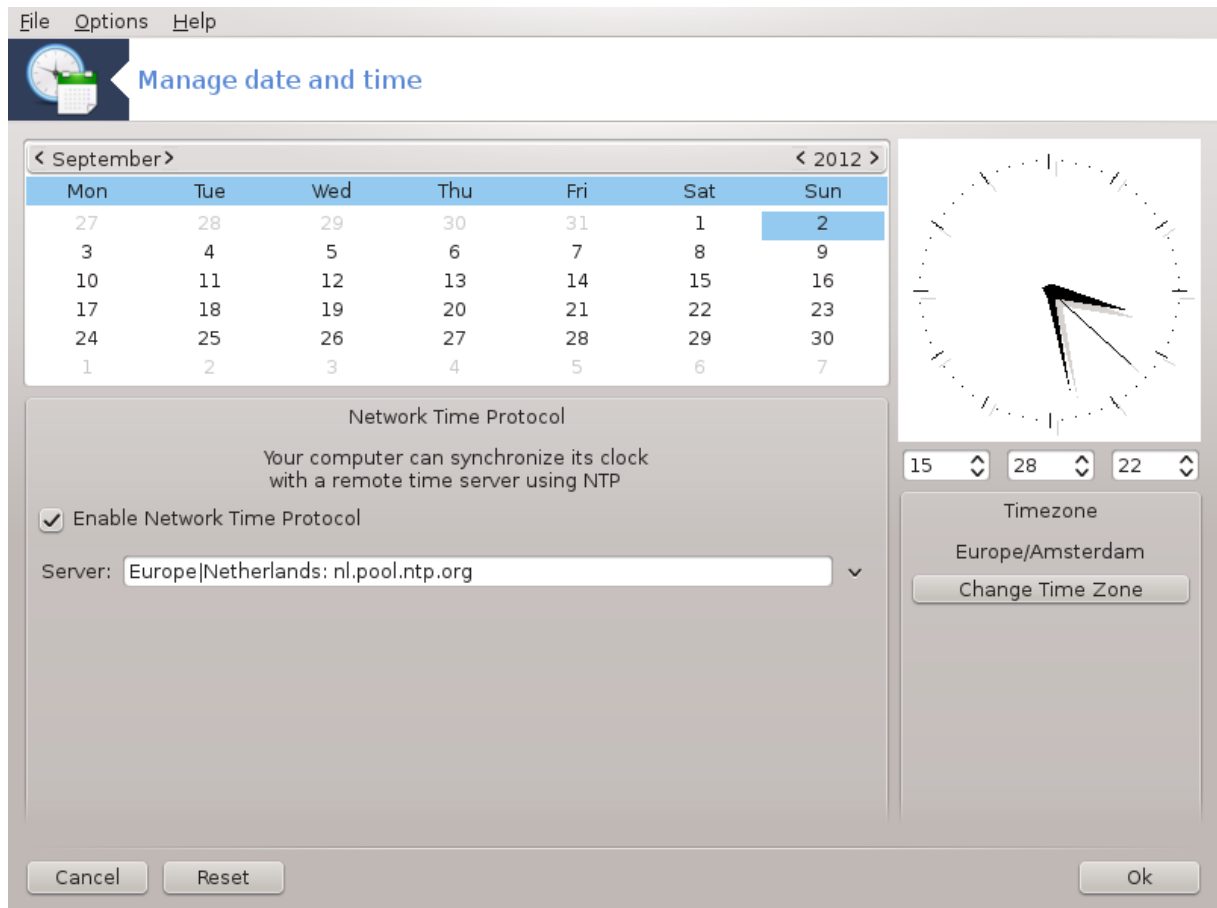 File Options Help
Manage date and time
< September> < 2012 >
Mon Tue Wed Thu Fri Sat Sun
27 28 29 30 31 1 2
3 4 5 6 7 8 9
10 11 12 13 14 15 16
17 18 19 20 21 22 23
24 25 26 27 28 29 30
1 2 3 4 5 6 7
Network Time Protocol
Your computer can synchronize its clock
with a remote time server using NTP
Enable Network Time Protocol
Server: Europe|Netherlands: nl.pool.ntp.org
15 28 22
Timezone
Europe/Amsterdam
Change Time Zone
Cancel Reset Ok